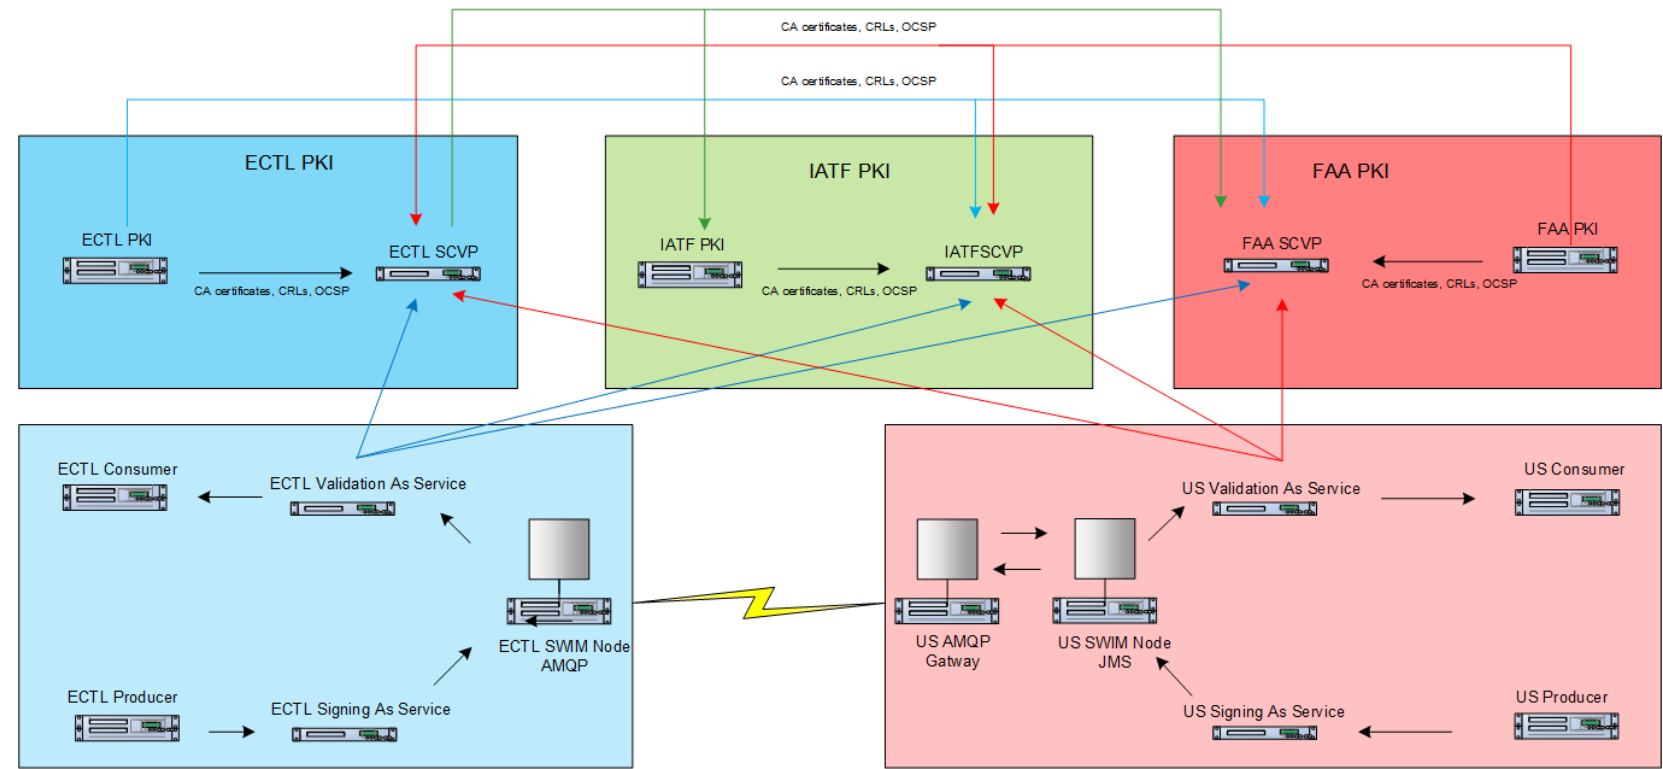 CA certificates, CRLs, OCSP
CA certificates, CRLs, OCSP
ECTL PKI
IATF PKI
FAA PKI
ECTL PKI
ECTL SCVP
IATF PKI
IATFSCVP
FAA SCVP
FAA PKI
CA certificates, CRLs, OCSP
CA certificates, CRLs, OCSP
CA certificates, CRLs, OCSP
ECTL Consumer
ECTL Validation As Service
US Validation As Service
US Consumer
ECTL SWIM Node
AMQP
US AMQP
Gatway
US SWIM Node
JMS
ECTL Producer
ECTL Signing As Service
US Signing As Service
US Producer